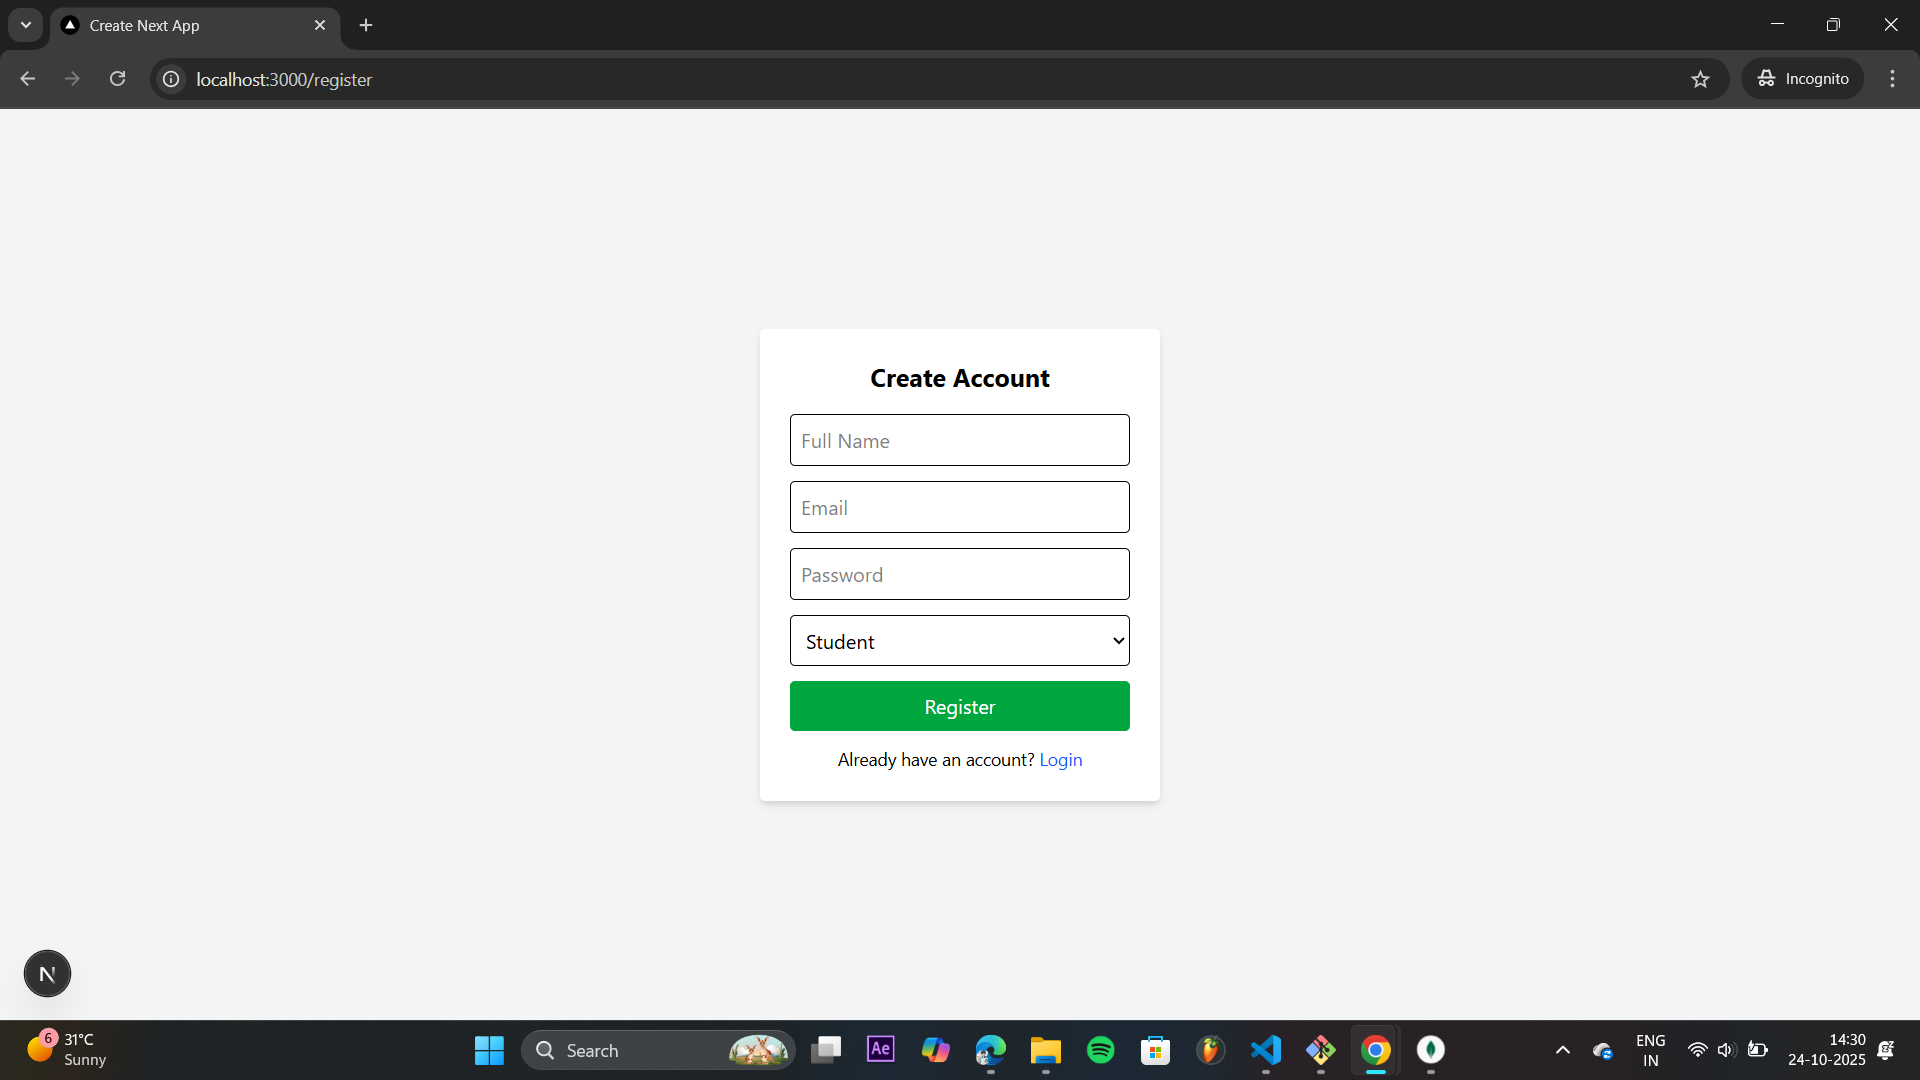 Create Next App
localhost:3000/register
Incognito
Create Account
Full Name
Email
Password
Student
Register
Already have an account? Login
N
6
31°C
Sunny
Search
Ae
ENG
IN
14:30
24-10-2025